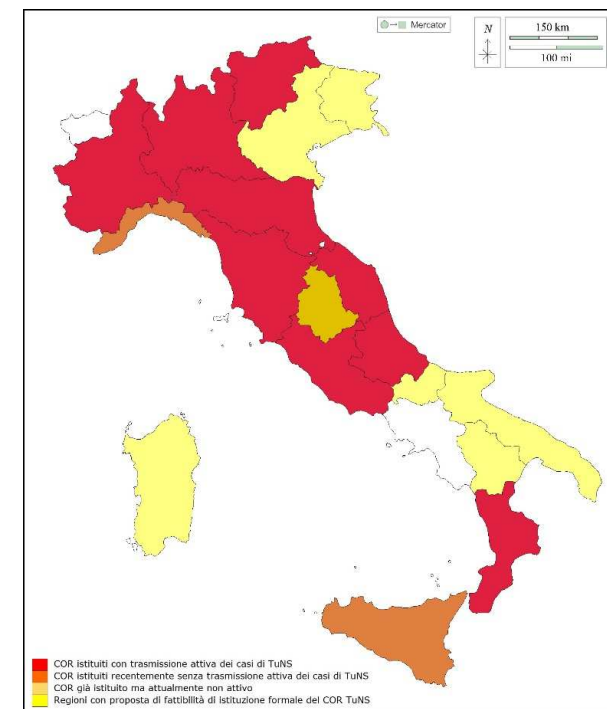 Mercator
N
150 km
100 mi
COR istituiti con trasmissione attiva dei casi di TuNS
COR istituiti recentemente senza trasmissione attiva dei casi di TuNS
COR già istituito ma attualmente non attivo
Regioni con proposta di fattibilità di istituzione formale del COR TuNS